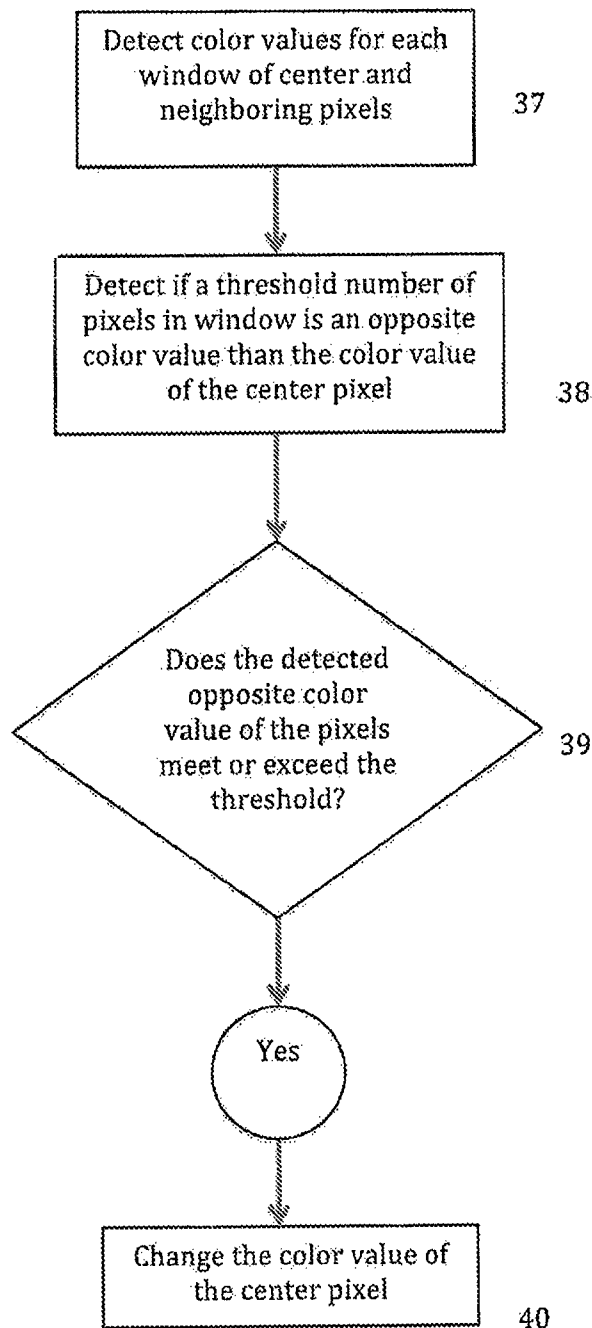 Detect color values for each
window of center and
neighboring pixels
37
Detect if a threshold number of
pixels in window is an opposite
color value than the color value
of the center pixel
38
Does the detected
opposite color
value of the pixels
meet or exceed the
threshold?
39
Yes
Change the color value of
the center pixel
40